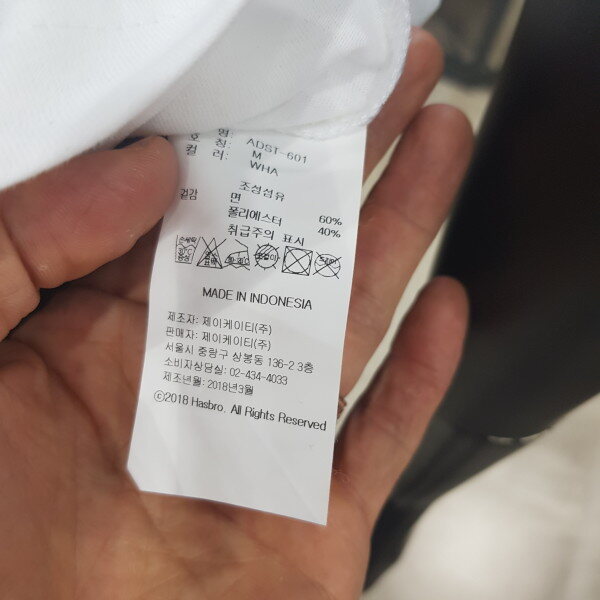 명:
호 칭: ADST-601
컬 러: M
WHA
조성섬유
겉감 면 60%
폴리에스터 40%
취급주의 표시
MADE IN INDONESIA
제조자: 제이케이티(주)
판매자: 제이케이티(주)
서울시 중랑구 상봉동 136-2 3층
소비자상담실: 02-434-4033
제조년월: 2018년3월
ⓒ2018 Hasbro. All Rights Reserved